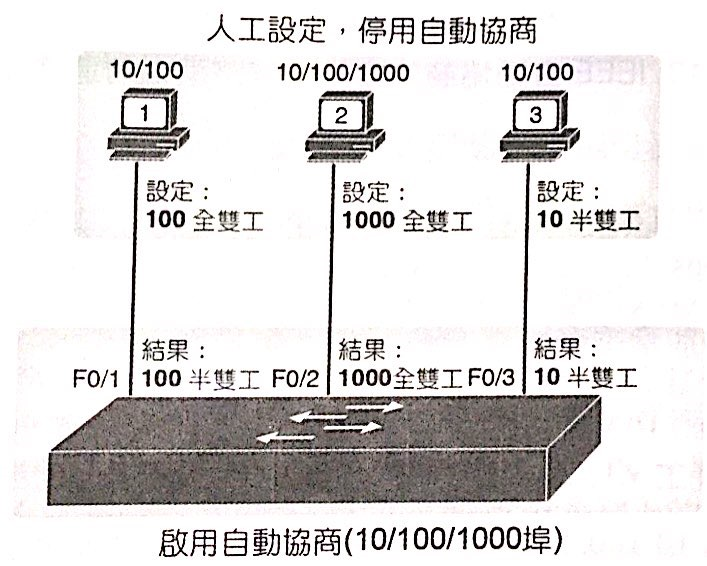 人工設定，停用自動協商
10/100 10/100/1000 10/100
1 2 3
設定： 設定： 設定：
100 全雙工 1000 全雙工 10 半雙工
結果： 結果： 結果：
F0/1 100 半雙工 F0/2 1000全雙工 F0/3 10 半雙工
啟用自動協商(10/100/1000埠)